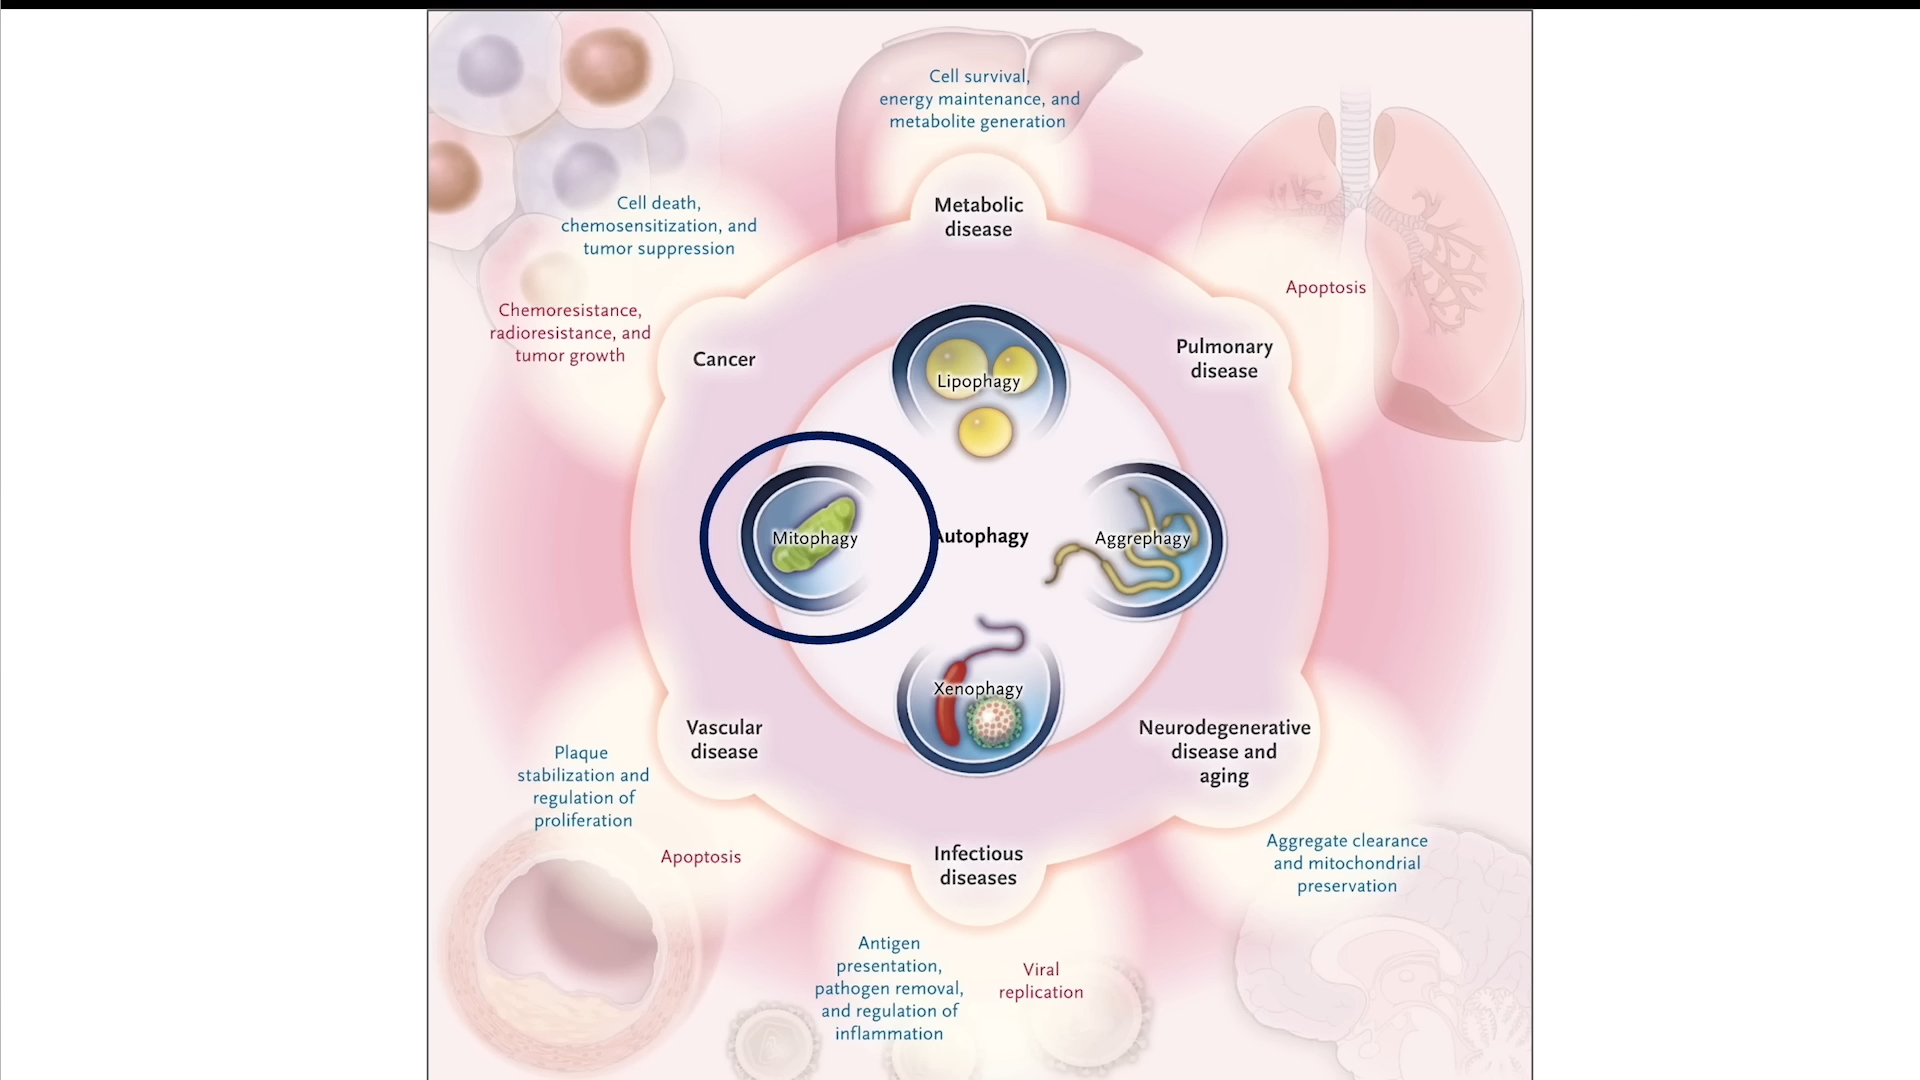 Cell survival,
energy maintenance, and
metabolite generation
Metabolic
disease
Cell death,
chemosensitization, and
tumor suppression
Chemoresistance,
radioresistance, and
tumor growth
Cancer
Apoptosis
Pulmonary
disease
Lipophagy
Mitophagy
Autophagy
Aggrephagy
Xenophagy
Vascular
disease
Plaque
stabilization and
regulation of
proliferation
Apoptosis
Neurodegenerative
disease and
aging
Aggregate clearance
and mitochondrial
preservation
Infectious
diseases
Antigen
presentation,
pathogen removal,
and regulation of
inflammation
Viral
replication